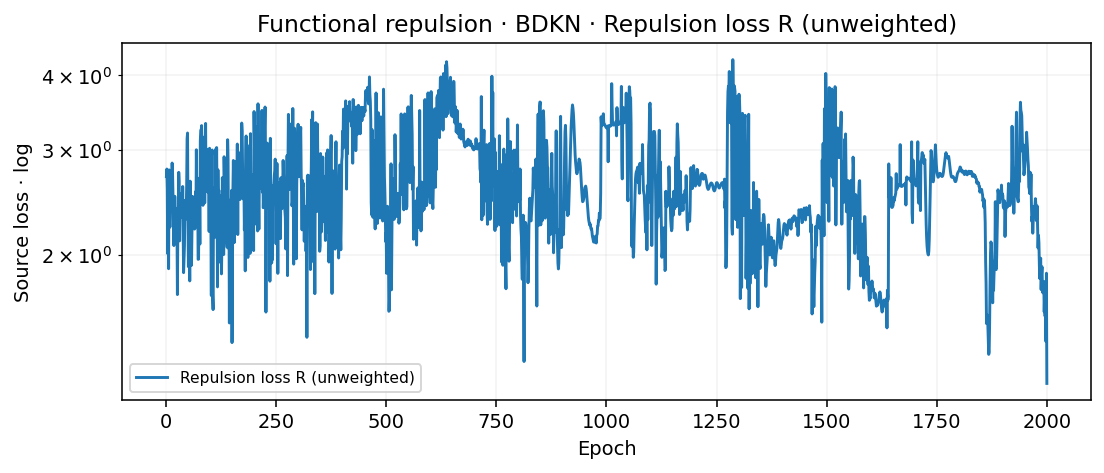 Functional repulsion · BDKN · Repulsion loss R (unweighted)
Source loss · log
4 × 10⁰
3 × 10⁰
2 × 10⁰
Repulsion loss R (unweighted)
0 250 500 750 1000 1250 1500 1750 2000
Epoch